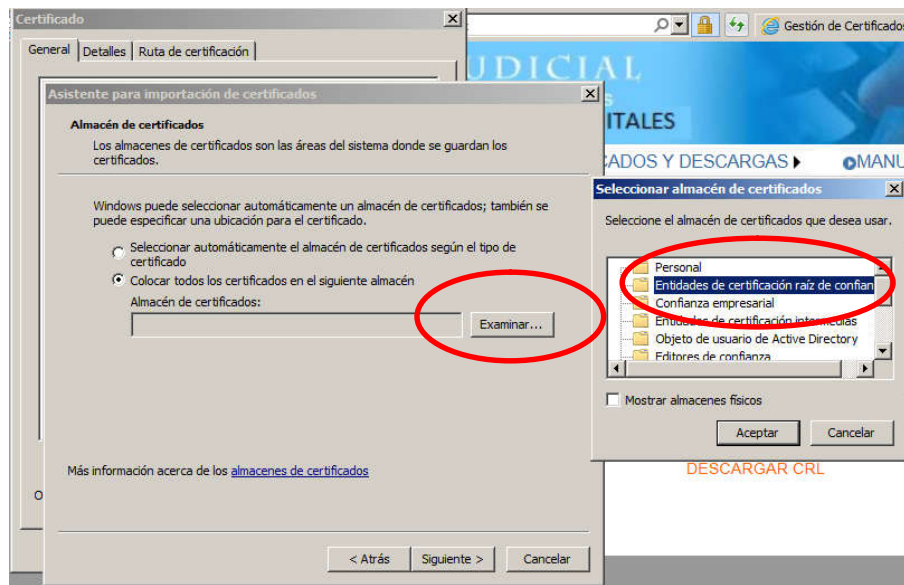 Certificado
Gestión de Certificados
General
Detalles
Ruta de certificación
UDICIAL
ITALES
CADOS Y DESCARGAS
MANU
Asistente para importación de certificados
Almacén de certificados
Los almacenes de certificados son las áreas del sistema donde se guardan los
certificados.
Windows puede seleccionar automáticamente un almacén de certificados; también se
puede especificar una ubicación para el certificado.
Seleccionar automáticamente el almacén de certificados según el tipo de
certificado
Colocar todos los certificados en el siguiente almacén
Almacén de certificados:
Examinar...
Más información acerca de los almacenes de certificados
< Atrás
Siguiente >
Cancelar
Seleccionar almacén de certificados
Seleccione el almacén de certificados que desea usar.
Personal
Entidades de certificación raíz de confian
Confianza empresarial
Entidades de certificación intermedias
Objeto de usuario de Active Directory
Editores de confianza
Mostrar almacenes físicos
Aceptar
Cancelar
DESCARGAR CRL